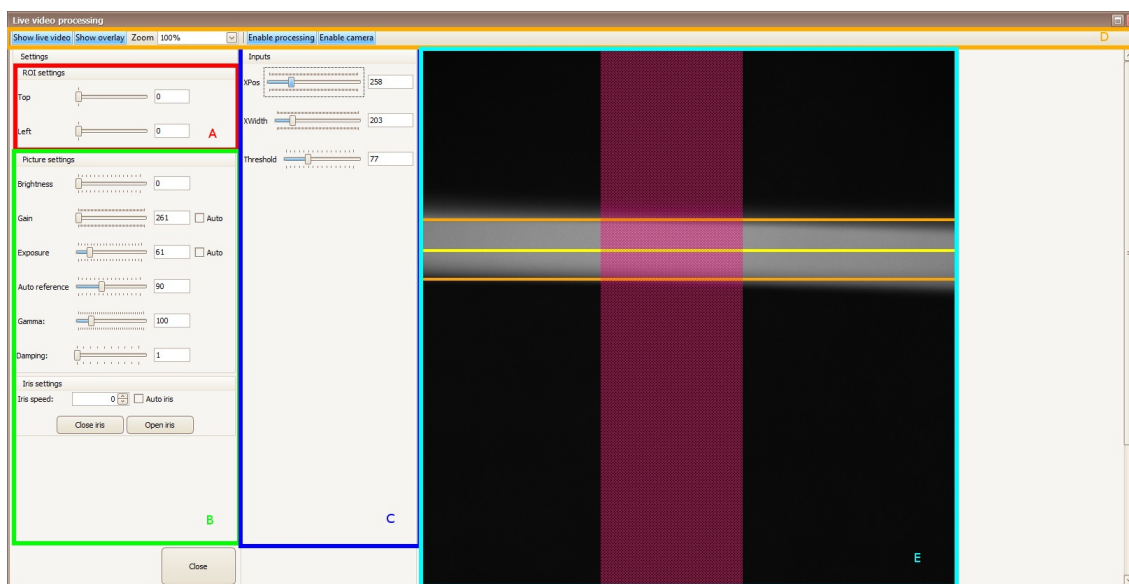 Live video processing
Show live video Show overlay Zoom 100% Enable processing Enable camera D
Settings
ROI settings
Top 0
Left 0 A
Picture settings
Brightness 0
Gain 261 Auto
Exposure 61 Auto
Auto reference 90
Gamma: 100
Damping: 1
Iris settings
Iris speed: 0 Auto iris
Close iris Open iris
B
Close
Inputs
XPos 258
XWidth 203
Threshold 77
C
E